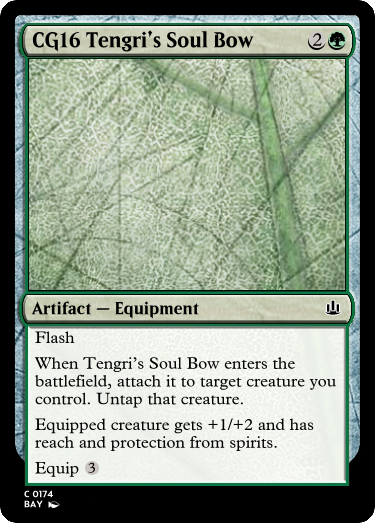 CG16 Tengri's Soul Bow 2
Artifact — Equipment
Flash
When Tengri's Soul Bow enters the
battlefield, attach it to target creature you
control. Untap that creature.
Equipped creature gets +1/+2 and has
reach and protection from spirits.
Equip 3
C 0174
BAY